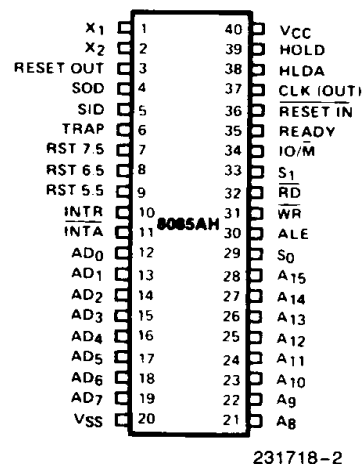 X₁ 1 40 VCC
X₂ 2 39 HOLD
RESET OUT 3 38 HLDA
SOD 4 37 CLK (OUT)
SID 5 36 RESET IN
TRAP 6 35 READY
RST 7.5 7 34 IO/M
RST 6.5 8 33 S₁
RST 5.5 9 32 RD
INTR 10 31 WR
INTA 11 30 ALE
8085AH
AD₀ 12 29 S₀
AD₁ 13 28 A₁₅
AD₂ 14 27 A₁₄
AD₃ 15 26 A₁₃
AD₄ 16 25 A₁₂
AD₅ 17 24 A₁₁
AD₆ 18 23 A₁₀
AD₇ 19 22 A₉
VSS 20 21 A₈
231718-2